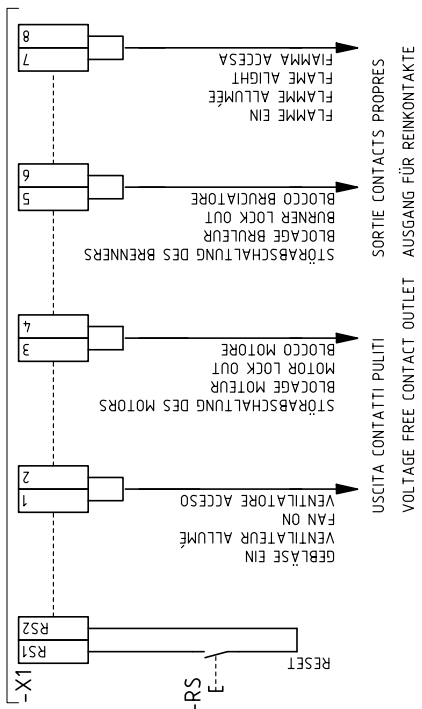 8
7
FIAMMA ACCESA
FLAME ALIGHT
FLAMME ALLUMÉE
FLAMME EIN
6
5
BLOCCO BRUCIATORE
BURNER LOCK OUT
BLOCAGE BRULEUR
STÖRABSCHALTUNG DES BRENNERS
4
3
BLOCCO MOTORE
MOTOR LOCK OUT
BLOCAGE MOTEUR
STÖRABSCHALTUNG DES MOTORS
2
1
VENTILATORE ACCESO
FAN ON
VENTILATEUR ALLUMÉ
GEBLÄSE EIN
RS2
RS1
RESET
-X1
-RS
USCITA CONTATTI PULITI
SORTIE CONTACTS PROPRES
VOLTAGE FREE CONTACT OUTLET
AUSGANG FÜR REINKONTAKTE